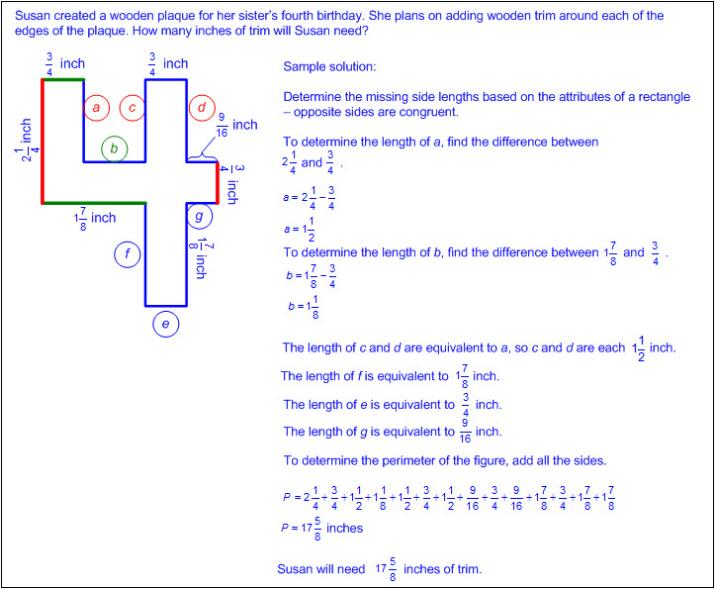 Susan created a wooden plaque for her sister's fourth birthday. She plans on adding wooden trim around each of the
edges of the plaque. How many inches of trim will Susan need?
3/4 inch
3/4 inch
a
c
d
9/16 inch
2 1/4 inch
b
3/4 inch
1 7/8 inch
g
f
1 7/8 inch
e
Sample solution:
Determine the missing side lengths based on the attributes of a rectangle
– opposite sides are congruent.
To determine the length of a, find the difference between
2 1/4 and 3/4 .
a = 2 1/4 - 3/4
a = 1 1/2
To determine the length of b, find the difference between 1 7/8 and 3/4 .
b = 1 7/8 - 3/4
b = 1 1/8
The length of c and d are equivalent to a, so c and d are each 1 1/2 inch.
The length of f is equivalent to 1 7/8 inch.
The length of e is equivalent to 3/4 inch.
The length of g is equivalent to 9/16 inch.
To determine the perimeter of the figure, add all the sides.
P = 2 1/4 + 3/4 + 1 1/2 + 1 1/8 + 1 1/2 + 3/4 + 1 1/2 + 9/16 + 3/4 + 9/16 + 1 7/8 + 3/4 + 1 7/8 + 1 7/8
P = 17 5/8 inches
Susan will need 17 5/8 inches of trim.